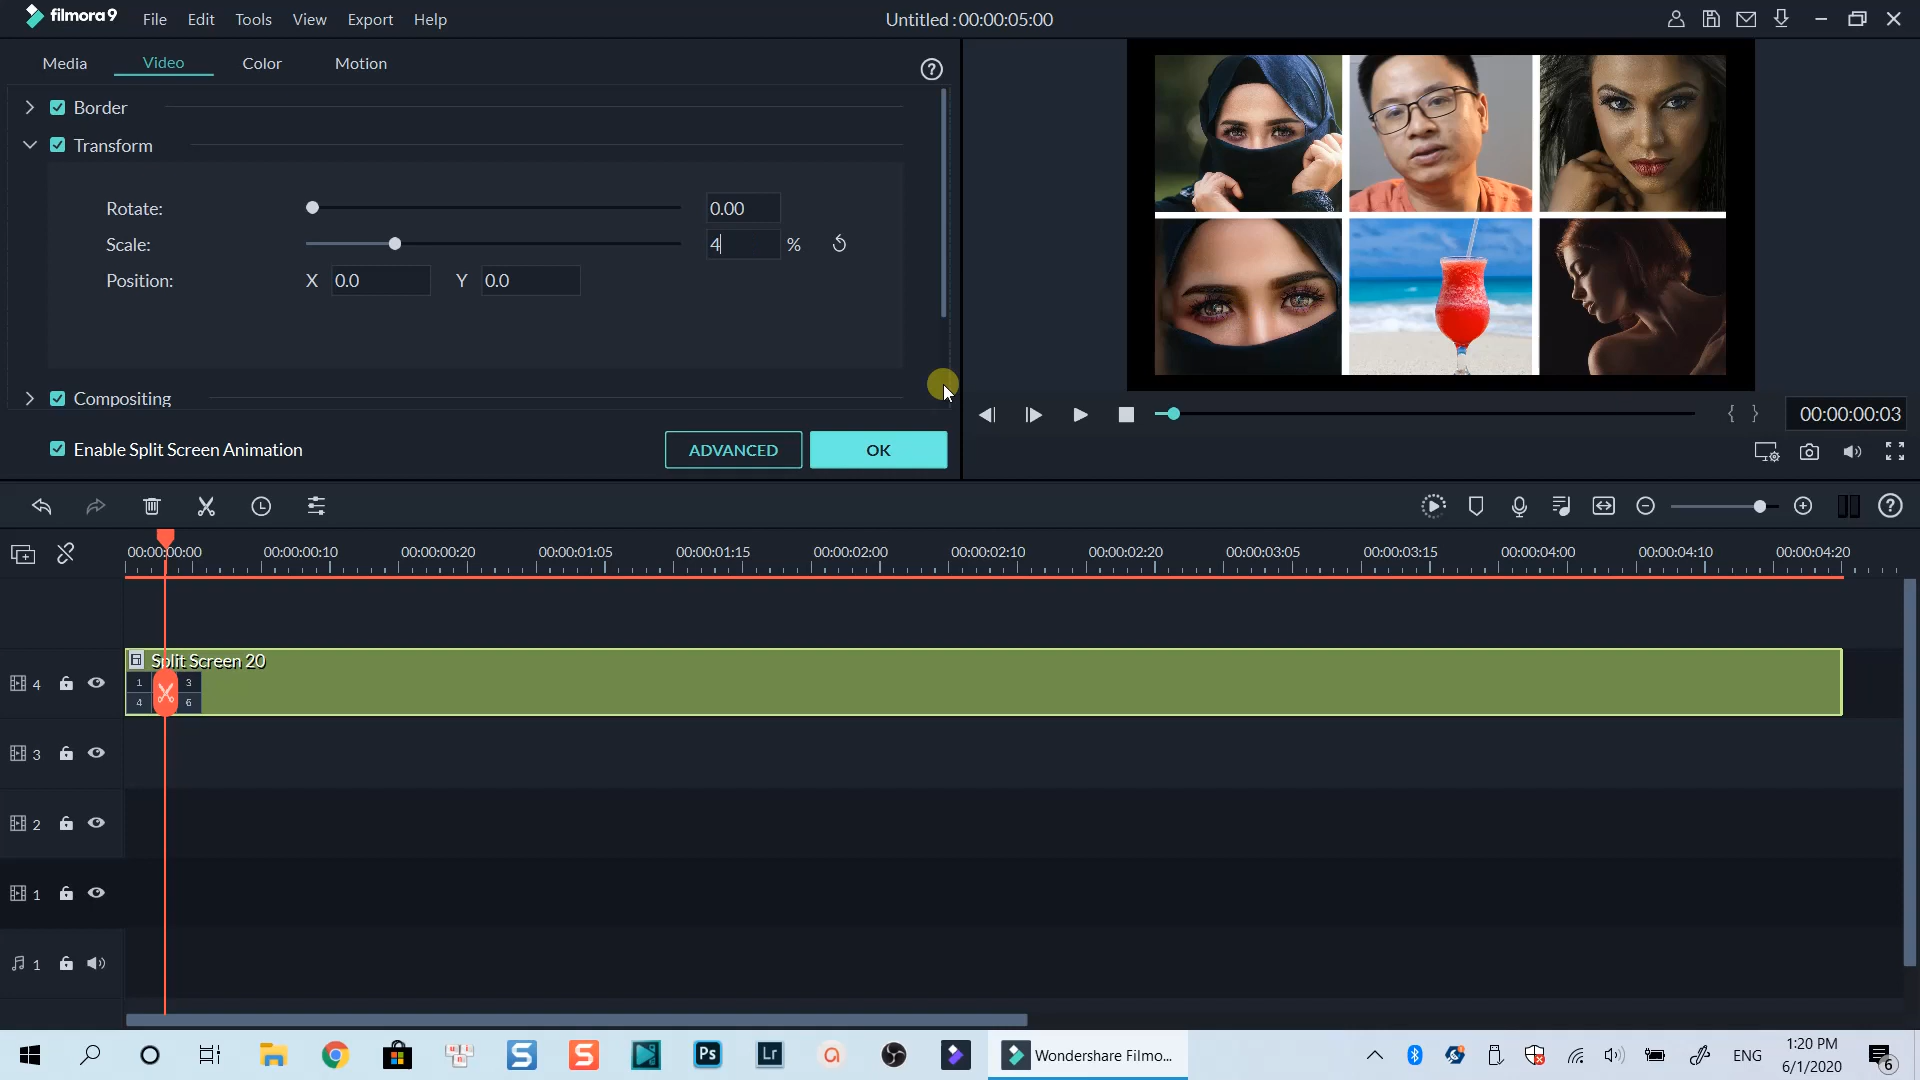 filmora9 File Edit Tools View Export Help Untitled : 00:00:05:00
Media Video Color Motion
Border
Transform
Rotate: 0.00
Scale: 4 %
Position: X 0.0 Y 0.0
Compositing
Enable Split Screen Animation ADVANCED OK
{ } 00:00:00:03
00:00:00:00 00:00:00:10 00:00:00:20 00:00:01:05 00:00:01:15 00:00:02:00 00:00:02:10 00:00:02:20 00:00:03:05 00:00:03:15 00:00:04:00 00:00:04:10 00:00:04:20
Split Screen 20
1 3
4 6
4
3
2
1
1
S S Ps Lr a Wondershare Filmo... ENG 1:20 PM
6/1/2020 6